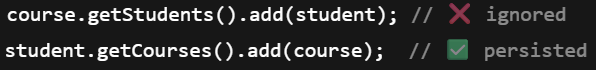 course.getStudents().add(student); // ❌ ignored
student.getCourses().add(course);  // ✅ persisted